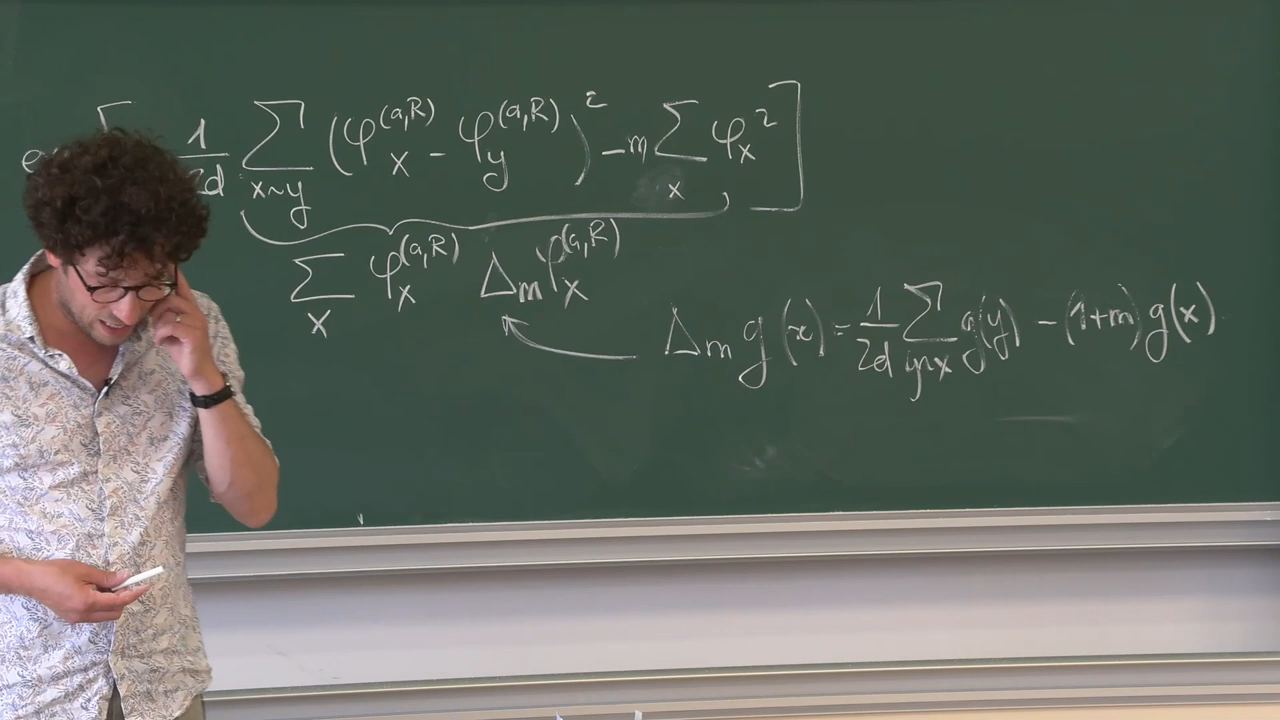 [ 1/2d ∑_{x∼y} (φ_x^{(a,R)} − φ_y^{(a,R)})² − m ∑_x φ_x² ]
∑_x φ_x^{(a,R)} Δ_m φ_x^{(a,R)}
Δ_m g(x) = 1/2d ∑_{y∼x} g(y) − (1+m) g(x)